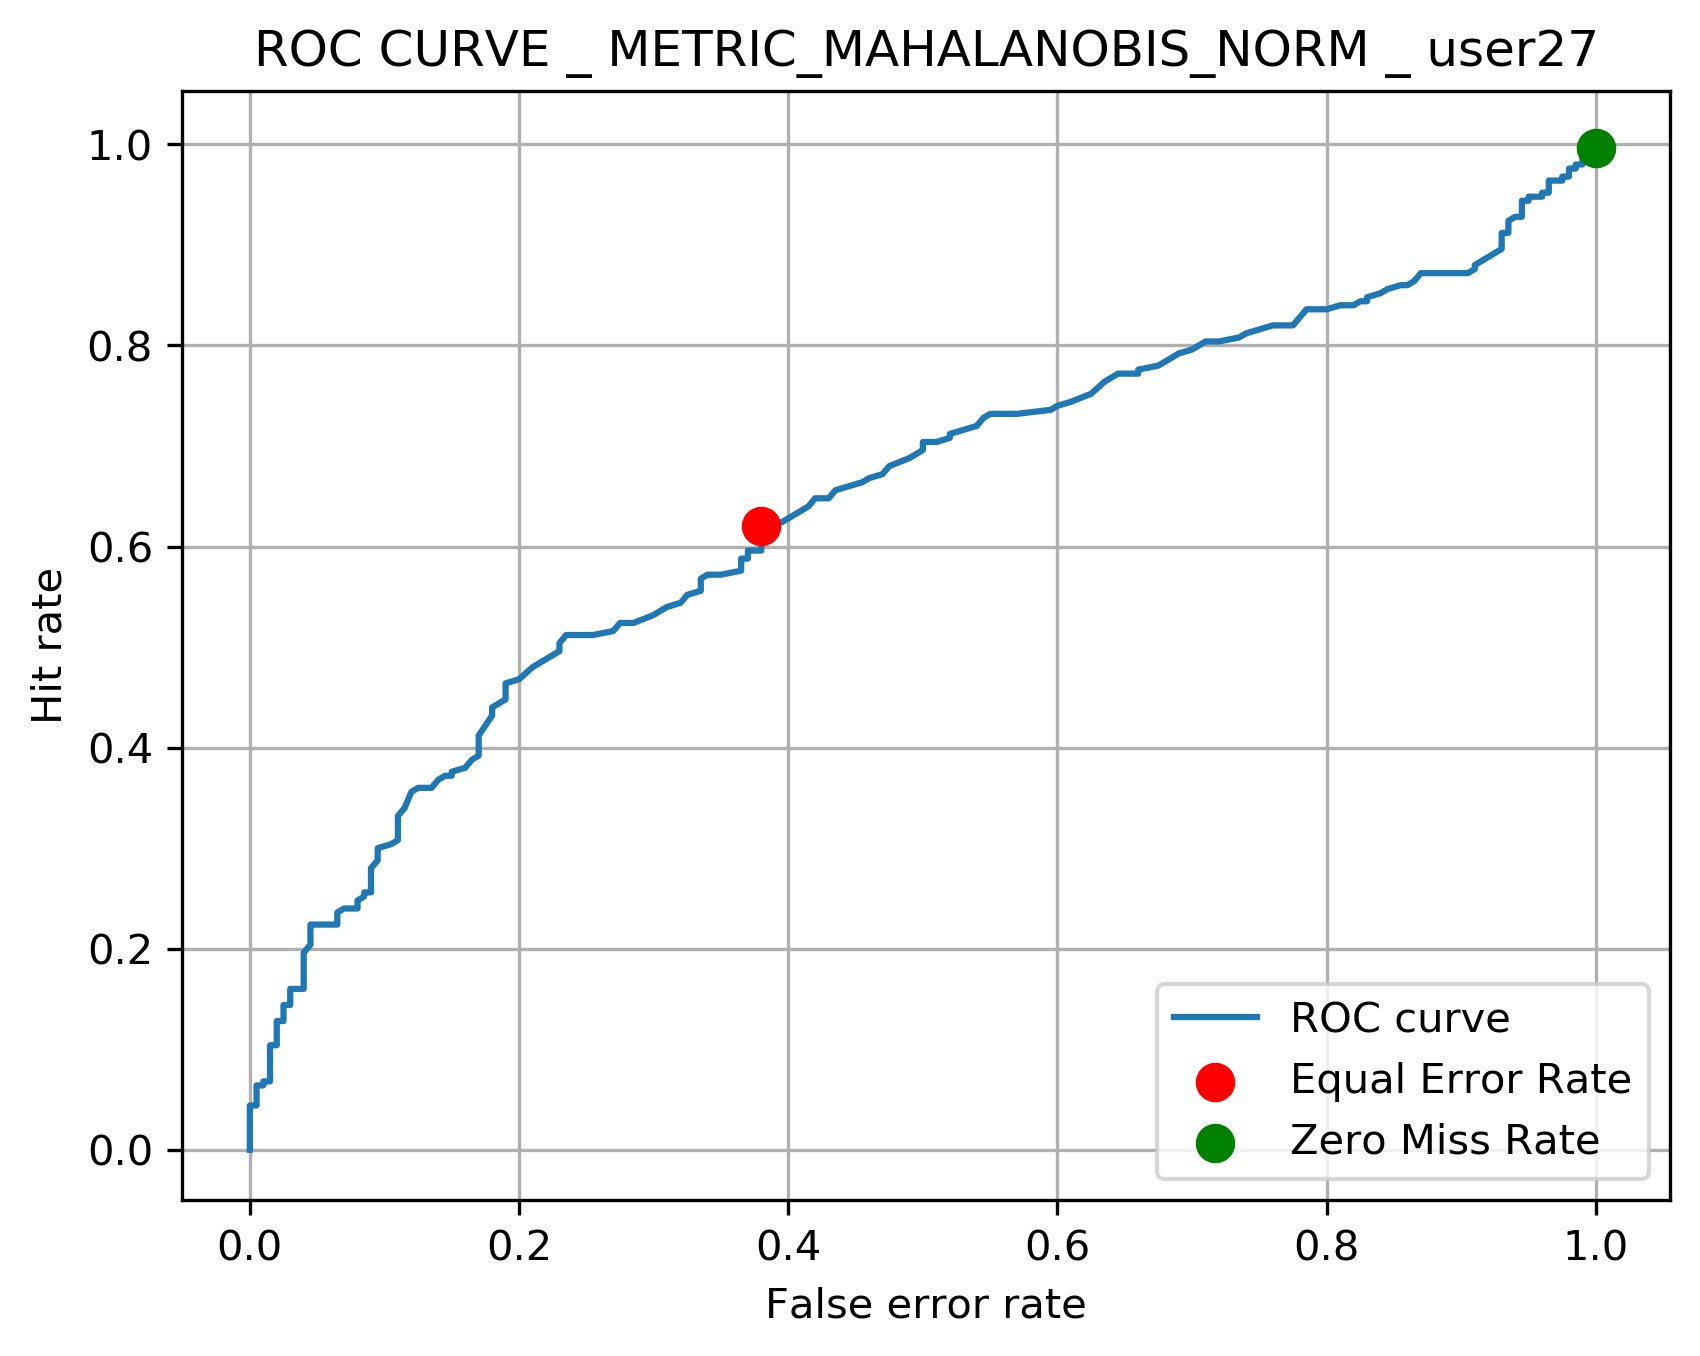 ROC CURVE _ METRIC_MAHALANOBIS_NORM _ user27
1.0
0.8
0.6
0.4
0.2
0.0
Hit rate
ROC curve
Equal Error Rate
Zero Miss Rate
0.0 0.2 0.4 0.6 0.8 1.0
False error rate